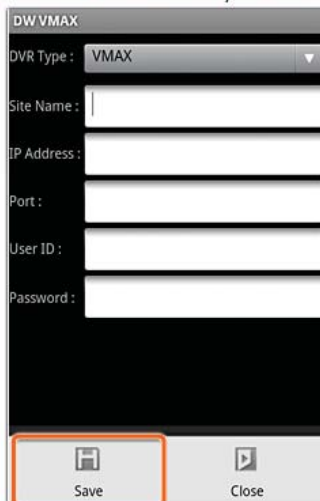 DW VMAX
DVR Type : VMAX
Site Name :
IP Address :
Port :
User ID :
Password :
Save Close